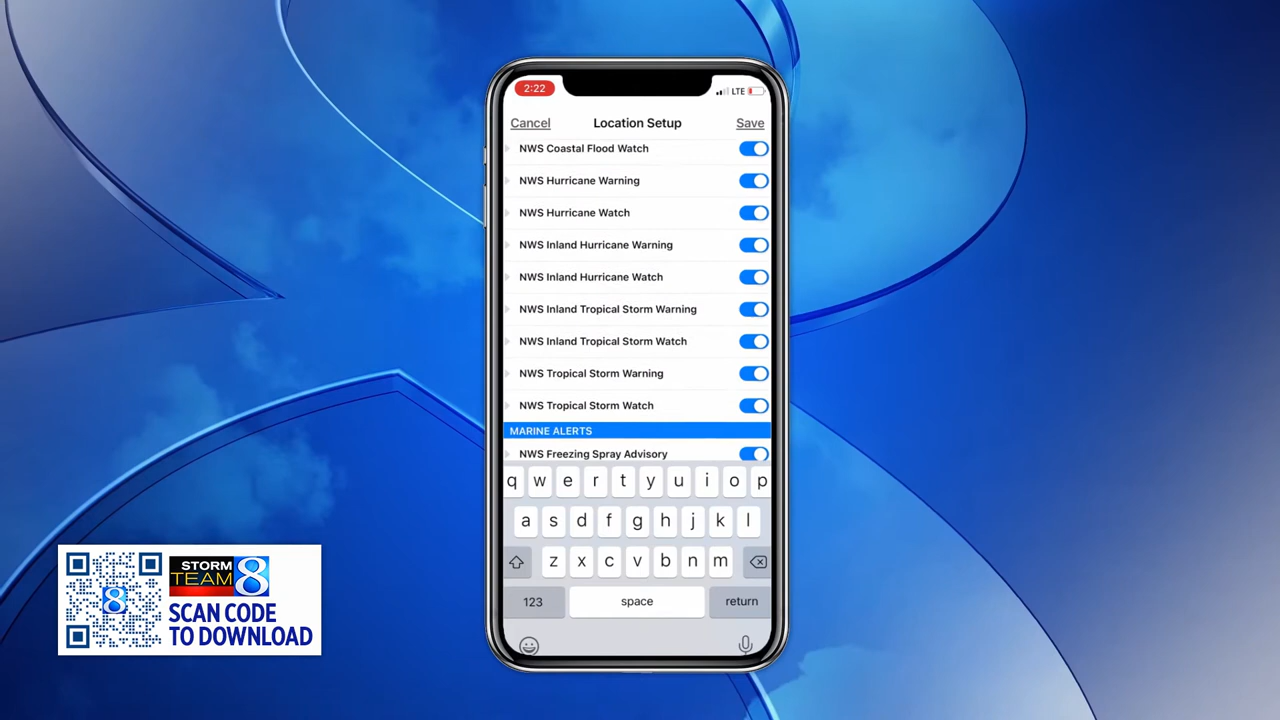 2:22
LTE
Cancel
Location Setup
Save
NWS Coastal Flood Watch
NWS Hurricane Warning
NWS Hurricane Watch
NWS Inland Hurricane Warning
NWS Inland Hurricane Watch
NWS Inland Tropical Storm Warning
NWS Inland Tropical Storm Watch
NWS Tropical Storm Warning
NWS Tropical Storm Watch
MARINE ALERTS
NWS Freezing Spray Advisory
q w e r t y u i o p
a s d f g h j k l
z x c v b n m
123
space
return
8
STORM
TEAM 8
SCAN CODE
TO DOWNLOAD